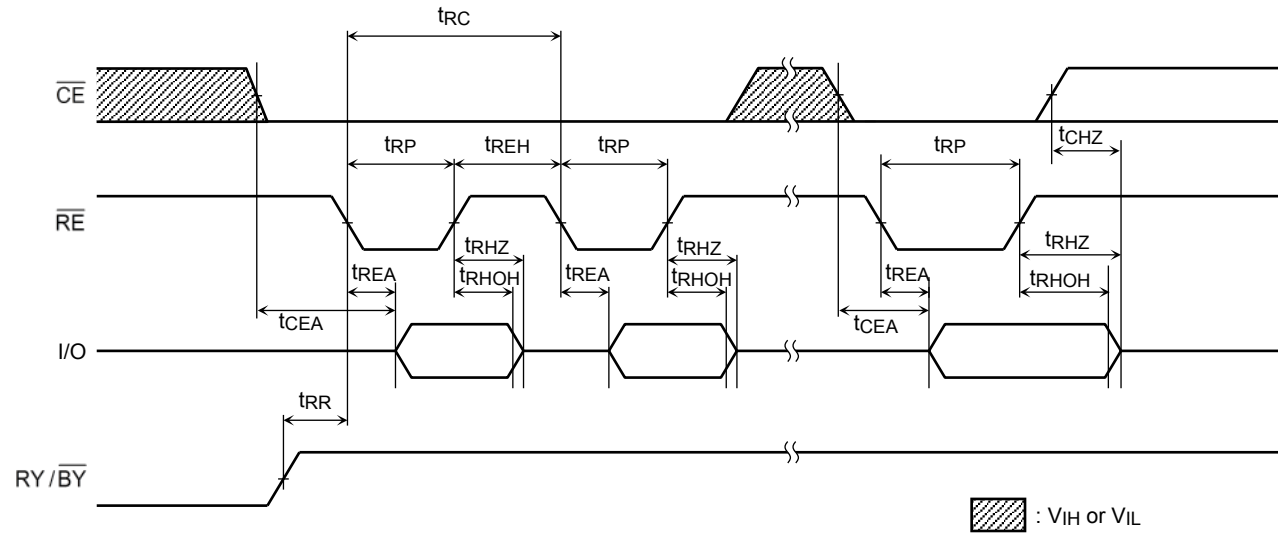 tRC
CE
tCHZ
tRP tREH tRP tRP
RE
tRHZ tRHZ tRHZ
tREA tRHOH tREA tRHOH tREA tRHOH
tCEA tCEA
I/O
tRR
RY/BY
: VIH or VIL